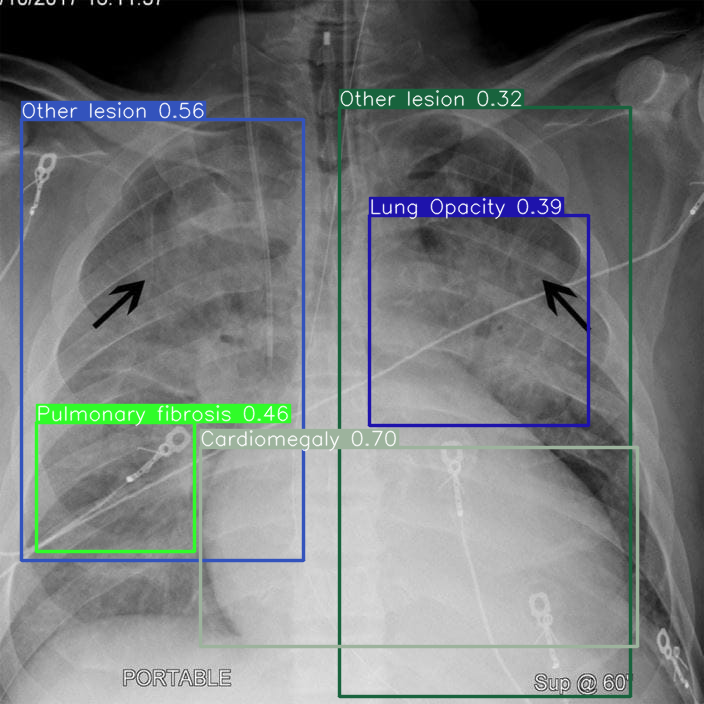 Other lesion 0.56
Other lesion 0.32
Lung Opacity 0.39
Pulmonary fibrosis 0.46
Cardiomegaly 0.70
PORTABLE
Sup @ 60°